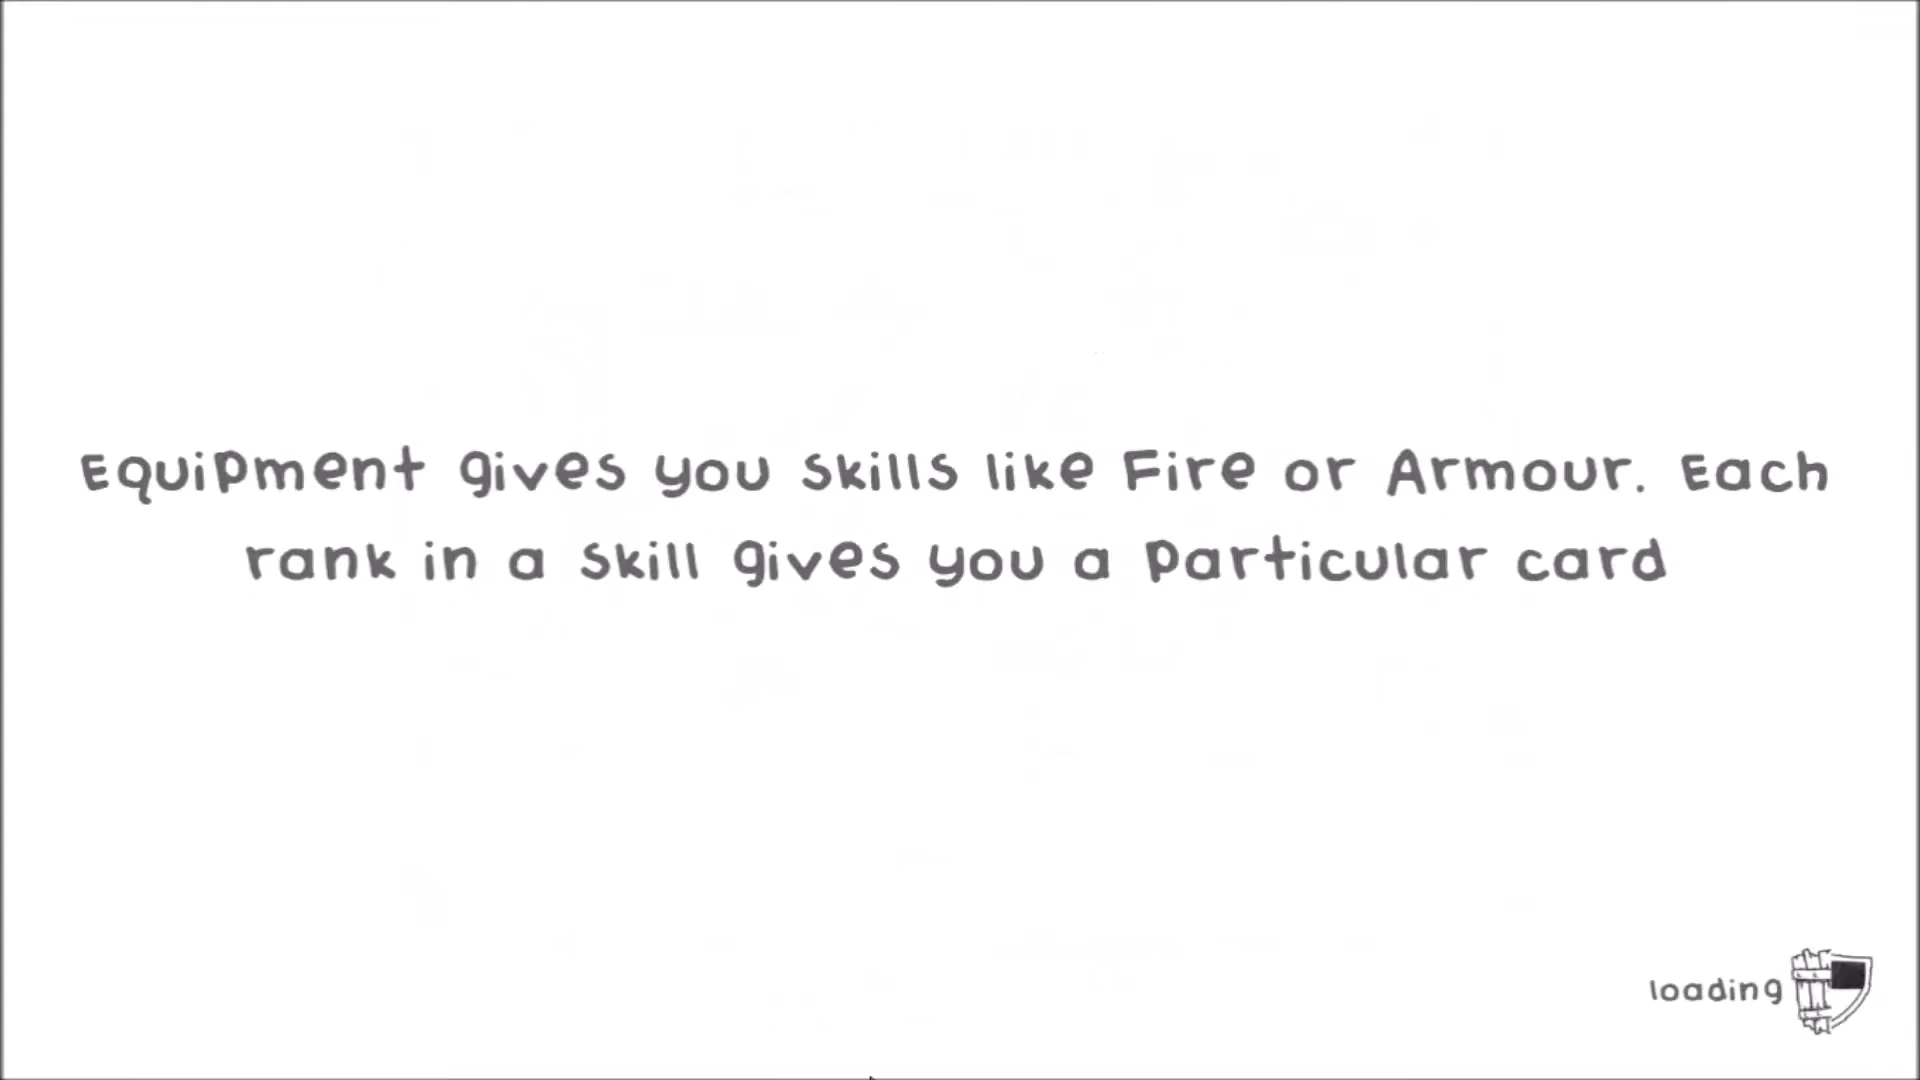 Equipment gives you skills like Fire or Armour. Each
rank in a skill gives you a particular card
loading